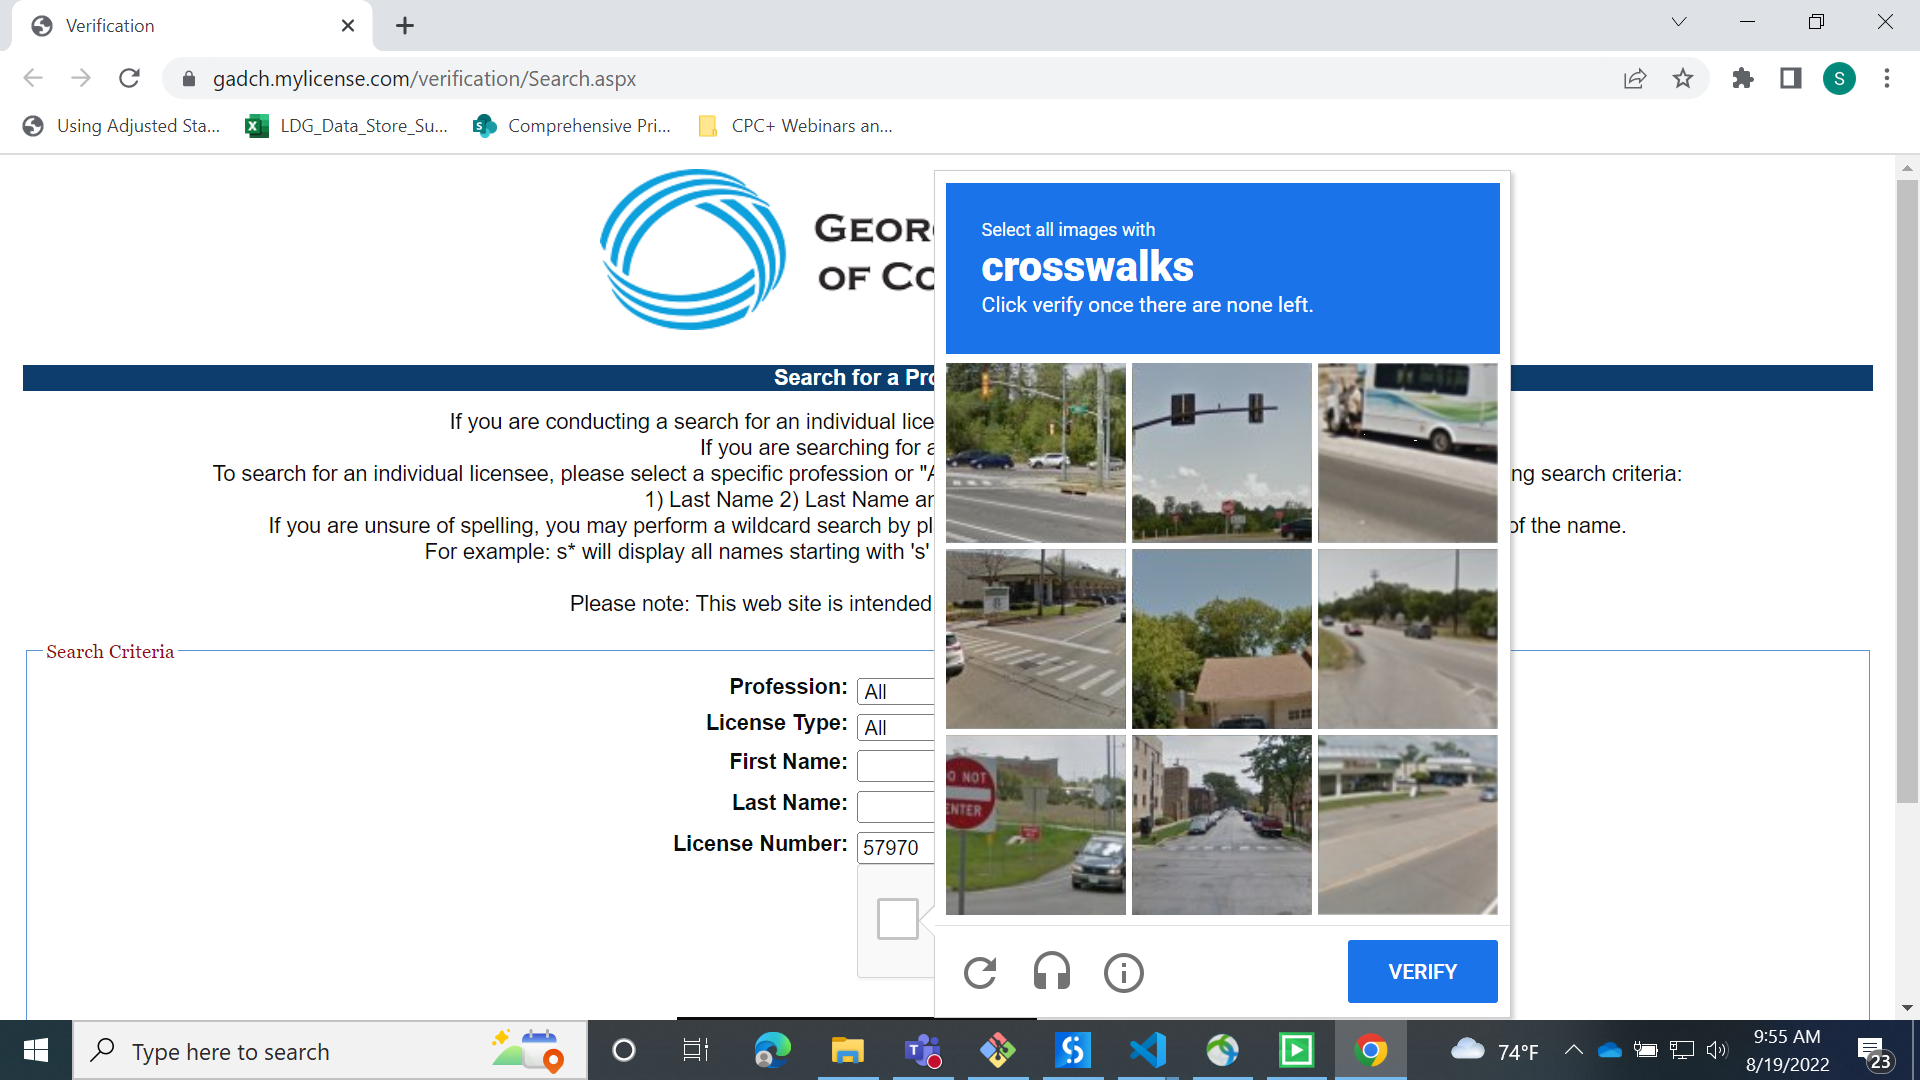 Verification
gadch.mylicense.com/verification/Search.aspx
S
Using Adjusted Sta...
LDG_Data_Store_Su...
Comprehensive Pri...
CPC+ Webinars an...
GEOR
OF CO
Search for a Pro
If you are conducting a search for an individual lice
If you are searching for a
To search for an individual licensee, please select a specific profession or "A
ng search criteria:
1) Last Name 2) Last Name an
If you are unsure of spelling, you may perform a wildcard search by pl
of the name.
For example: s* will display all names starting with 's'
Please note: This web site is intended
Search Criteria
Profession:
All
License Type:
All
First Name:
Last Name:
License Number:
57970
Select all images with
crosswalks
Click verify once there are none left.
DO NOT
ENTER
VERIFY
Type here to search
74°F
9:55 AM
8/19/2022
23